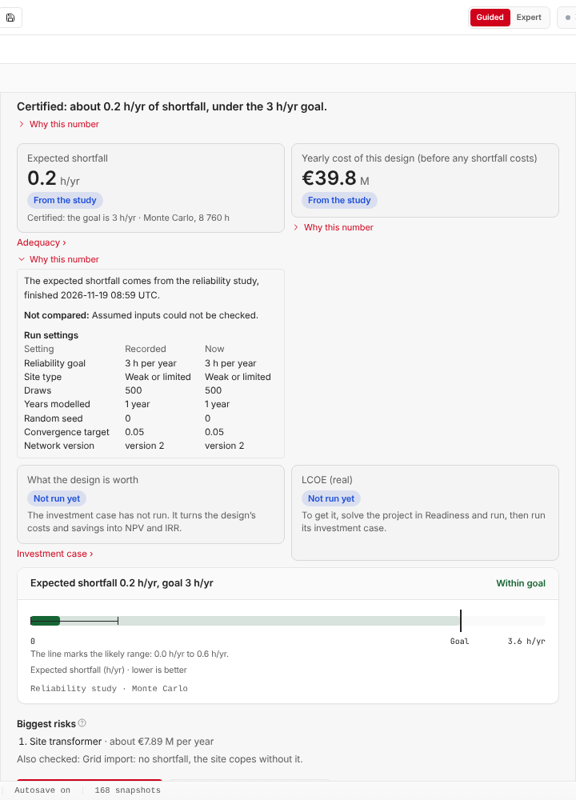 Guided Expert
Certified: about 0.2 h/yr of shortfall, under the 3 h/yr goal.
Why this number
Expected shortfall
0.2 h/yr
From the study
Certified: the goal is 3 h/yr · Monte Carlo, 8 760 h
Yearly cost of this design (before any shortfall costs)
€39.8 M
From the study
Why this number
Adequacy ›
Why this number
The expected shortfall comes from the reliability study,
finished 2026-11-19 08:59 UTC.
Not compared: Assumed inputs could not be checked.
Run settings
Setting Recorded Now
Reliability goal 3 h per year 3 h per year
Site type Weak or limited Weak or limited
Draws 500 500
Years modelled 1 year 1 year
Random seed 0 0
Convergence target 0.05 0.05
Network version version 2 version 2
What the design is worth
Not run yet
The investment case has not run. It turns the design's
costs and savings into NPV and IRR.
LCOE (real)
Not run yet
To get it, solve the project in Readiness and run, then run
its investment case.
Investment case ›
Expected shortfall 0.2 h/yr, goal 3 h/yr Within goal
0 Goal 3.6 h/yr
The line marks the likely range: 0.0 h/yr to 0.6 h/yr.
Expected shortfall (h/yr) · lower is better
Reliability study · Monte Carlo
Biggest risks ?
1. Site transformer · about €7.89 M per year
Also checked: Grid import: no shortfall, the site copes without it.
Autosave on 168 snapshots